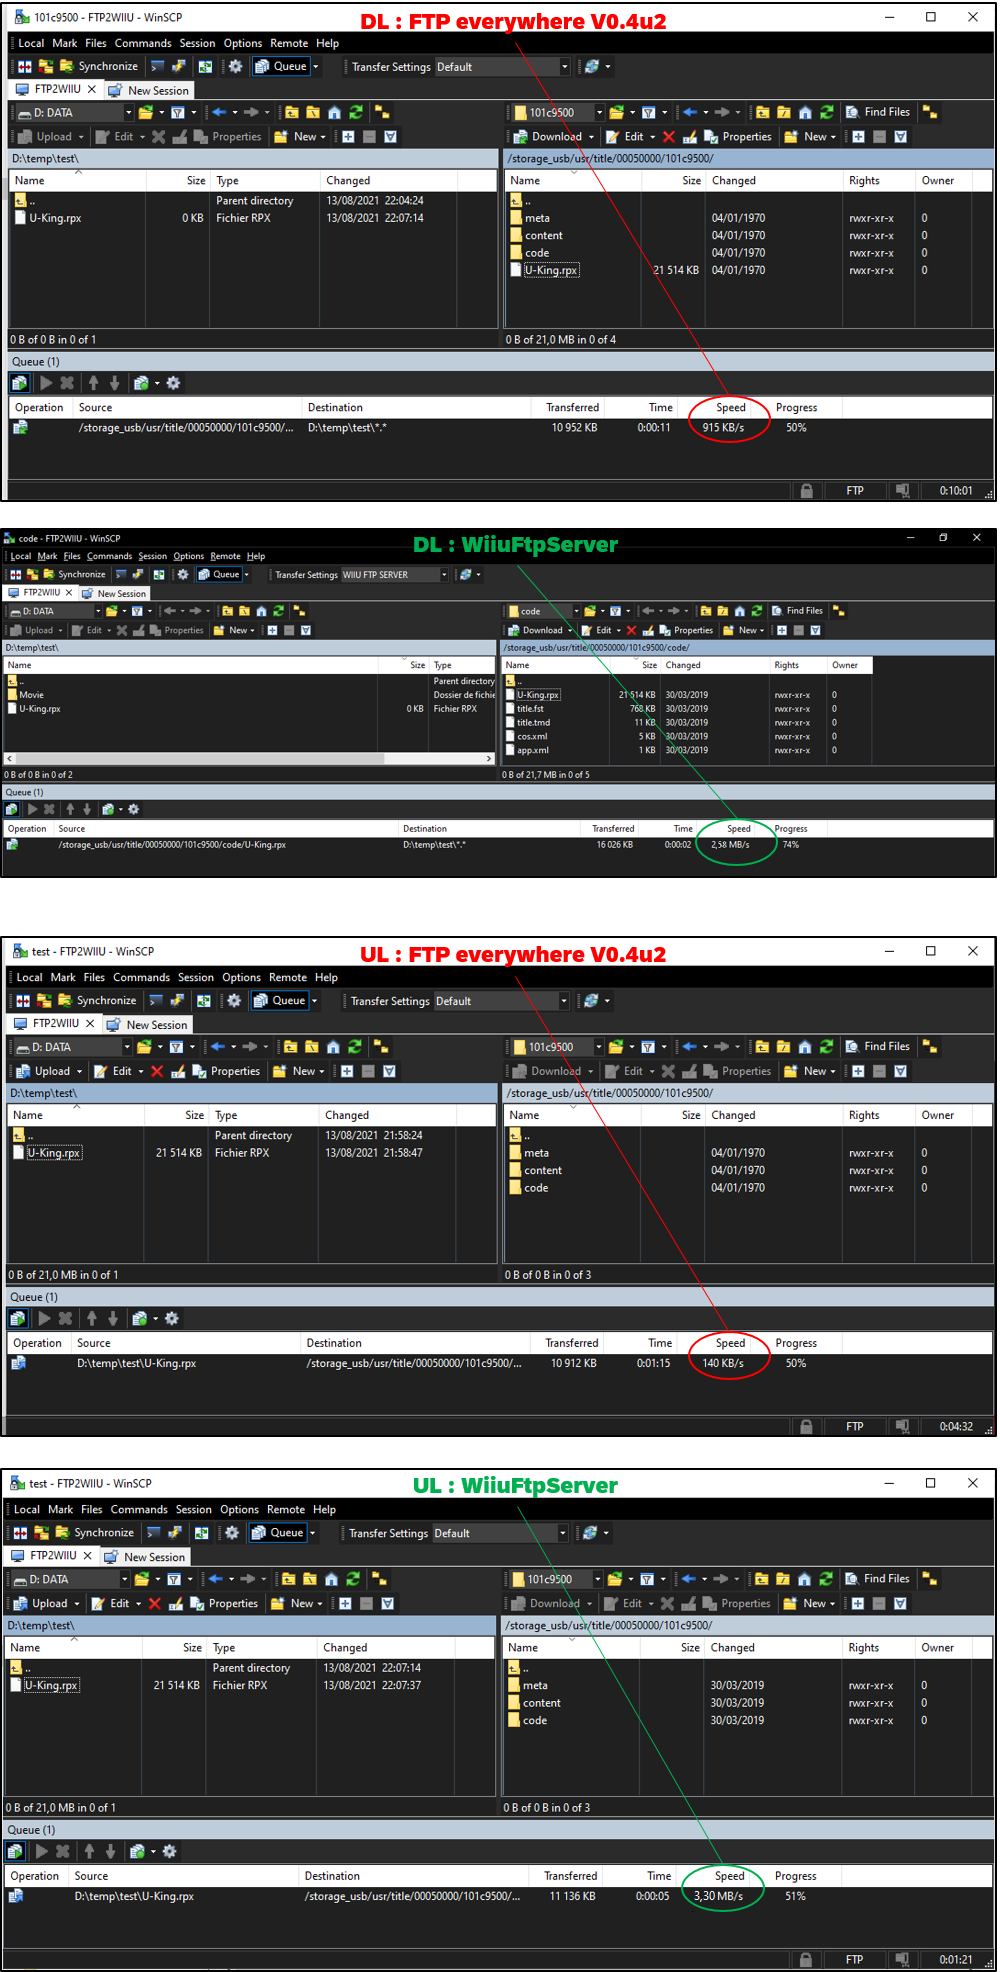 101c9500 - FTP2WIIU - WinSCP
DL : FTP everywhere V0.4u2
Local Mark Files Commands Session Options Remote Help
Synchronize Queue Transfer Settings Default
FTP2WIIU X New Session
D: DATA 101c9500 Find Files
Upload Edit Properties New Download Edit Properties New
D:\temp\test\ /storage_usb/usr/title/00050000/101c9500/
Name Size Type Changed Name Size Changed Rights Owner
.. Parent directory 13/08/2021 22:04:24 ..
U-King.rpx 0 KB Fichier RPX 13/08/2021 22:07:14 meta 04/01/1970 rwxr-xr-x 0
content 04/01/1970 rwxr-xr-x 0
code 04/01/1970 rwxr-xr-x 0
U-King.rpx 21 514 KB 04/01/1970 rwxr-xr-x 0
0 B of 0 B in 0 of 1 0 B of 21,0 MB in 0 of 4
Queue (1)
Operation Source Destination Transferred Time Speed Progress
/storage_usb/usr/title/00050000/101c9500/... D:\temp\test\*.* 10 952 KB 0:00:11 915 KB/s 50%
FTP 0:10:01
code - FTP2WIIU - WinSCP
DL : WiiuFtpServer
Local Mark Files Commands Session Options Remote Help
Synchronize Queue Transfer Settings WIIU FTP SERVER
FTP2WIIU X New Session
D: DATA code Find Files
Upload Edit Properties New Download Edit Properties New
D:\temp\test\ /storage_usb/usr/title/00050000/101c9500/code/
Name Size Type Name Size Changed Rights Owner
.. Parent directory ..
Movie Dossier de fichie U-King.rpx 21 514 KB 30/03/2019 rwxr-xr-x 0
U-King.rpx 0 KB Fichier RPX title.fst 768 KB 30/03/2019 rwxr-xr-x 0
title.tmd 11 KB 30/03/2019 rwxr-xr-x 0
cos.xml 5 KB 30/03/2019 rwxr-xr-x 0
app.xml 1 KB 30/03/2019 rwxr-xr-x 0
0 B of 0 B in 0 of 2 0 B of 21,7 MB in 0 of 5
Queue (1)
Operation Source Destination Transferred Time Speed Progress
/storage_usb/usr/title/00050000/101c9500/code/U-King.rpx D:\temp\test\*.* 16 026 KB 0:00:02 2,58 MB/s 74%
test - FTP2WIIU - WinSCP
UL : FTP everywhere V0.4u2
Local Mark Files Commands Session Options Remote Help
Synchronize Queue Transfer Settings Default
FTP2WIIU X New Session
D: DATA 101c9500 Find Files
Upload Edit Properties New Download Edit Properties New
D:\temp\test\ /storage_usb/usr/title/00050000/101c9500/
Name Size Type Changed Name Size Changed Rights Owner
.. Parent directory 13/08/2021 21:58:24 ..
U-King.rpx 21 514 KB Fichier RPX 13/08/2021 21:58:47 meta 04/01/1970 rwxr-xr-x 0
content 04/01/1970 rwxr-xr-x 0
code 04/01/1970 rwxr-xr-x 0
0 B of 21,0 MB in 0 of 1 0 B of 0 B in 0 of 3
Queue (1)
Operation Source Destination Transferred Time Speed Progress
D:\temp\test\U-King.rpx /storage_usb/usr/title/00050000/101c9500/... 10 912 KB 0:01:15 140 KB/s 50%
FTP 0:04:32
test - FTP2WIIU - WinSCP
UL : WiiuFtpServer
Local Mark Files Commands Session Options Remote Help
Synchronize Queue Transfer Settings Default
FTP2WIIU X New Session
D: DATA 101c9500 Find Files
Upload Edit Properties New Download Edit Properties New
D:\temp\test\ /storage_usb/usr/title/00050000/101c9500/
Name Size Type Changed Name Size Changed Rights Owner
.. Parent directory 13/08/2021 22:07:14 ..
U-King.rpx 21 514 KB Fichier RPX 13/08/2021 22:07:37 meta 30/03/2019 rwxr-xr-x 0
content 30/03/2019 rwxr-xr-x 0
code 30/03/2019 rwxr-xr-x 0
0 B of 21,0 MB in 0 of 1 0 B of 0 B in 0 of 3
Queue (1)
Operation Source Destination Transferred Time Speed Progress
D:\temp\test\U-King.rpx /storage_usb/usr/title/00050000/101c9500/... 11 136 KB 0:00:05 3,30 MB/s 51%
FTP 0:01:21